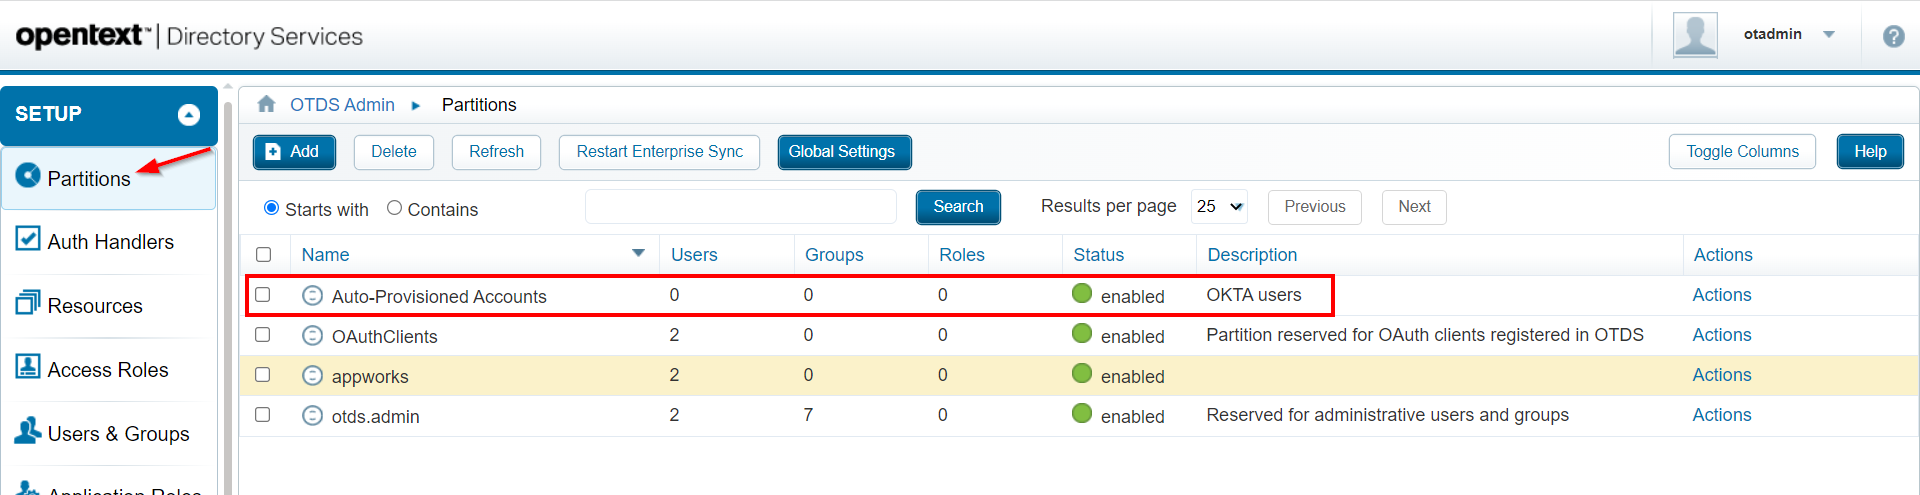 opentext™ | Directory Services
otadmin
?
SETUP
Partitions
Auth Handlers
Resources
Access Roles
Users & Groups
Application Roles
OTDS Admin ▸ Partitions
Add Delete Refresh Restart Enterprise Sync Global Settings Toggle Columns Help
Starts with Contains Search Results per page 25 Previous Next
Name Users Groups Roles Status Description Actions
Auto-Provisioned Accounts 0 0 0 enabled OKTA users Actions
OAuthClients 2 0 0 enabled Partition reserved for OAuth clients registered in OTDS Actions
appworks 2 0 0 enabled Actions
otds.admin 2 7 0 enabled Reserved for administrative users and groups Actions